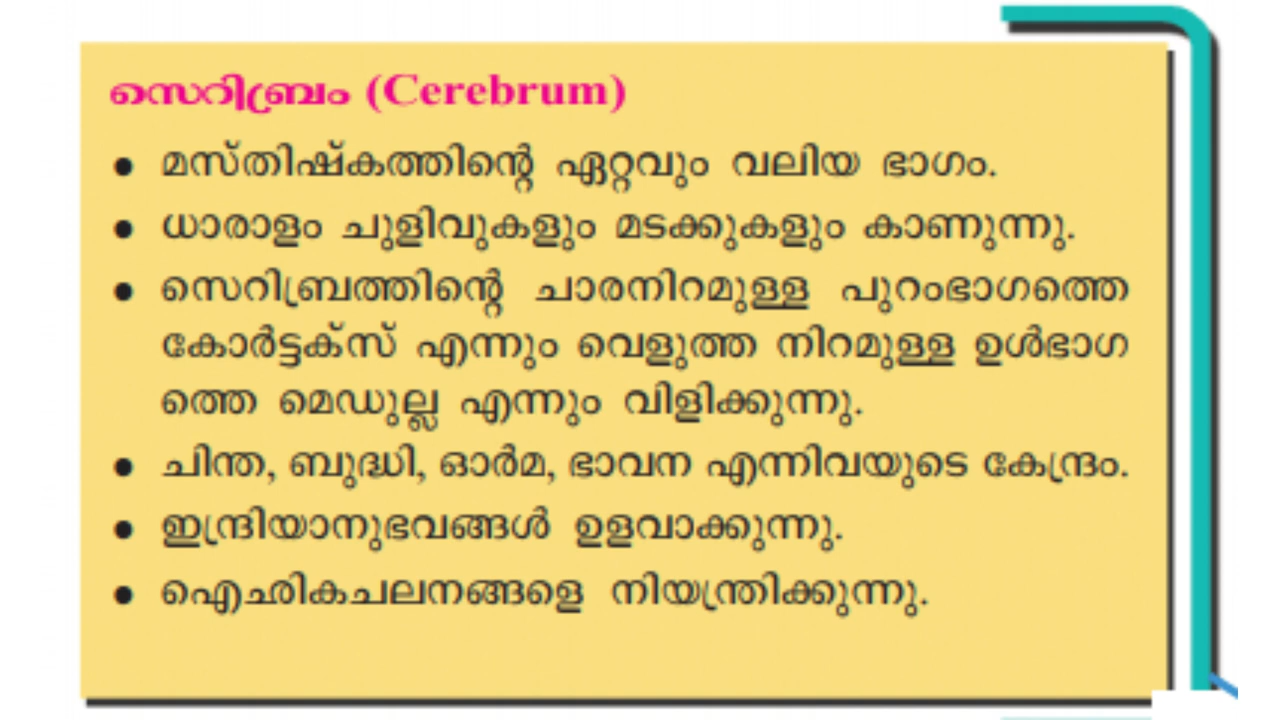 സെറിബ്രം (Cerebrum)
● മസ്തിഷ്കത്തിന്റെ ഏറ്റവും വലിയ ഭാഗം.
● ധാരാളം ചുളിവുകളും മടക്കുകളും കാണുന്നു.
● സെറിബ്രത്തിന്റെ ചാരനിറമുള്ള പുറംഭാഗത്തെ
കോർട്ടക്സ് എന്നും വെളുത്ത നിറമുള്ള ഉൾഭാഗ
ത്തെ മെഡുല്ല എന്നും വിളിക്കുന്നു.
● ചിന്ത, ബുദ്ധി, ഓർമ, ഭാവന എന്നിവയുടെ കേന്ദ്രം.
● ഇന്ദ്രിയാനുഭവങ്ങൾ ഉളവാക്കുന്നു.
● ഐഛികചലനങ്ങളെ നിയന്ത്രിക്കുന്നു.